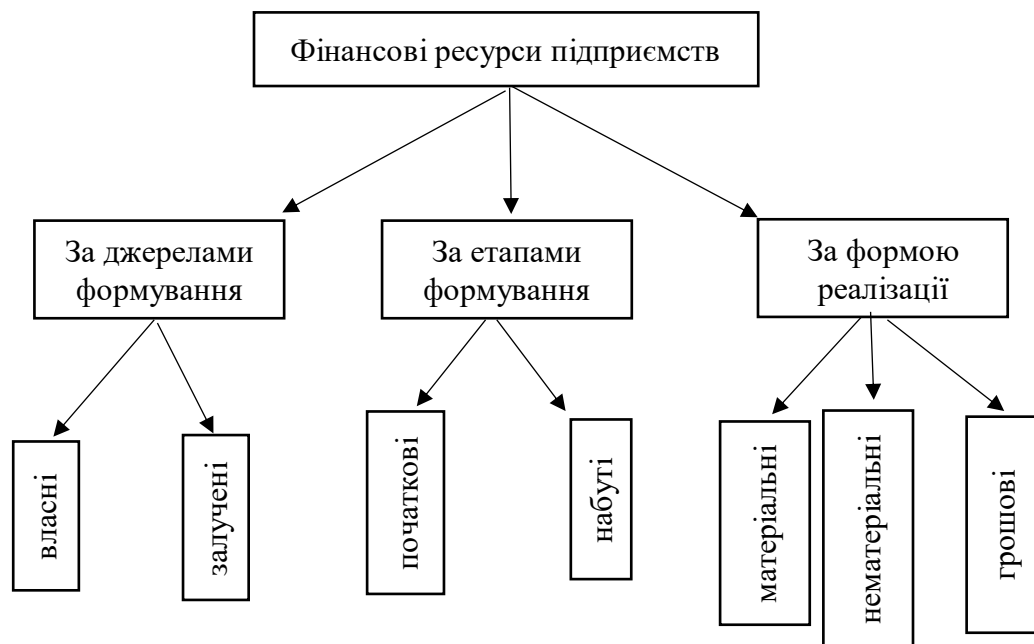 Фінансові ресурси підприємств
За джерелами
формування
За етапами
формування
За формою
реалізації
власні
залучені
початкові
набуті
матеріальні
нематеріальні
грошові